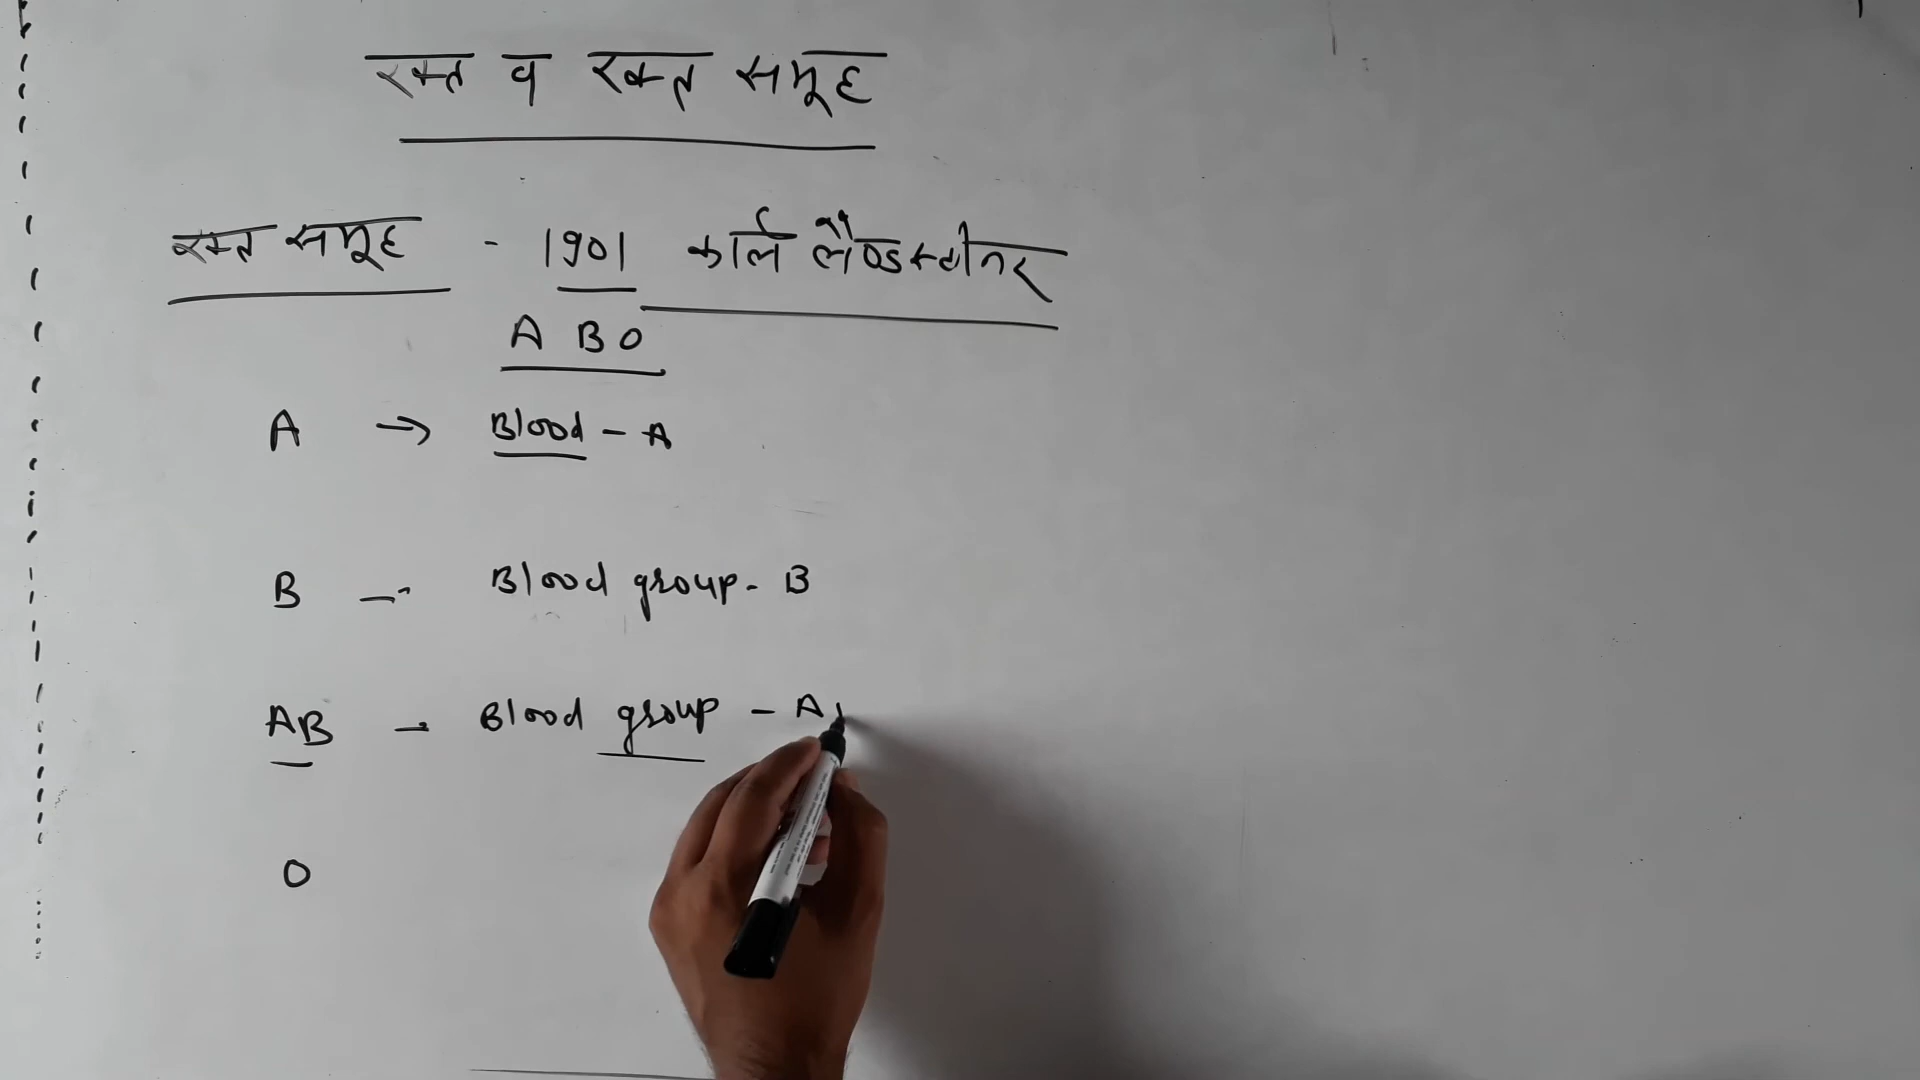 रक्त व रक्त समूह
रक्त समूह - 1901 कार्ल लैण्डस्टीनर
A B O
A → Blood - A
B → Blood group - B
AB - Blood group - A
O